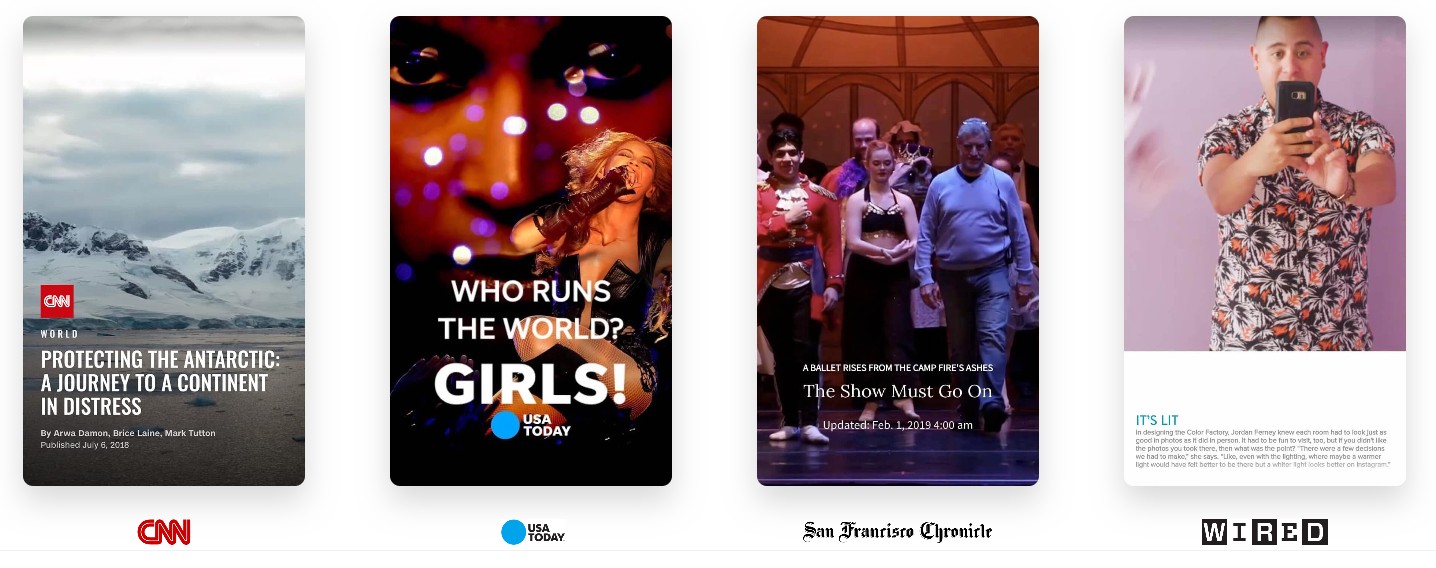 CNN
WORLD
PROTECTING THE ANTARCTIC:
A JOURNEY TO A CONTINENT
IN DISTRESS
By Arwa Damon, Brice Laine, Mark Tutton
Published July 6, 2018
CNN
WHO RUNS
THE WORLD?
GIRLS!
USA
TODAY
USA
TODAY
A BALLET RISES FROM THE CAMP FIRE'S ASHES
The Show Must Go On
Updated: Feb. 1, 2019 4:00 am
San Francisco Chronicle
IT'S LIT
In designing the Color Factory, Jordan Ferney knew each room had to look just as
good in photos as it did in person. It had to be fun to visit, too, but if you didn't like
the photos you took there, then what was the point? "There were a few decisions
we had to make," she says. "Like, even with the lighting, where maybe a warmer
light would have felt better to be there but a whiter light looks better on Instagram."
WIRED